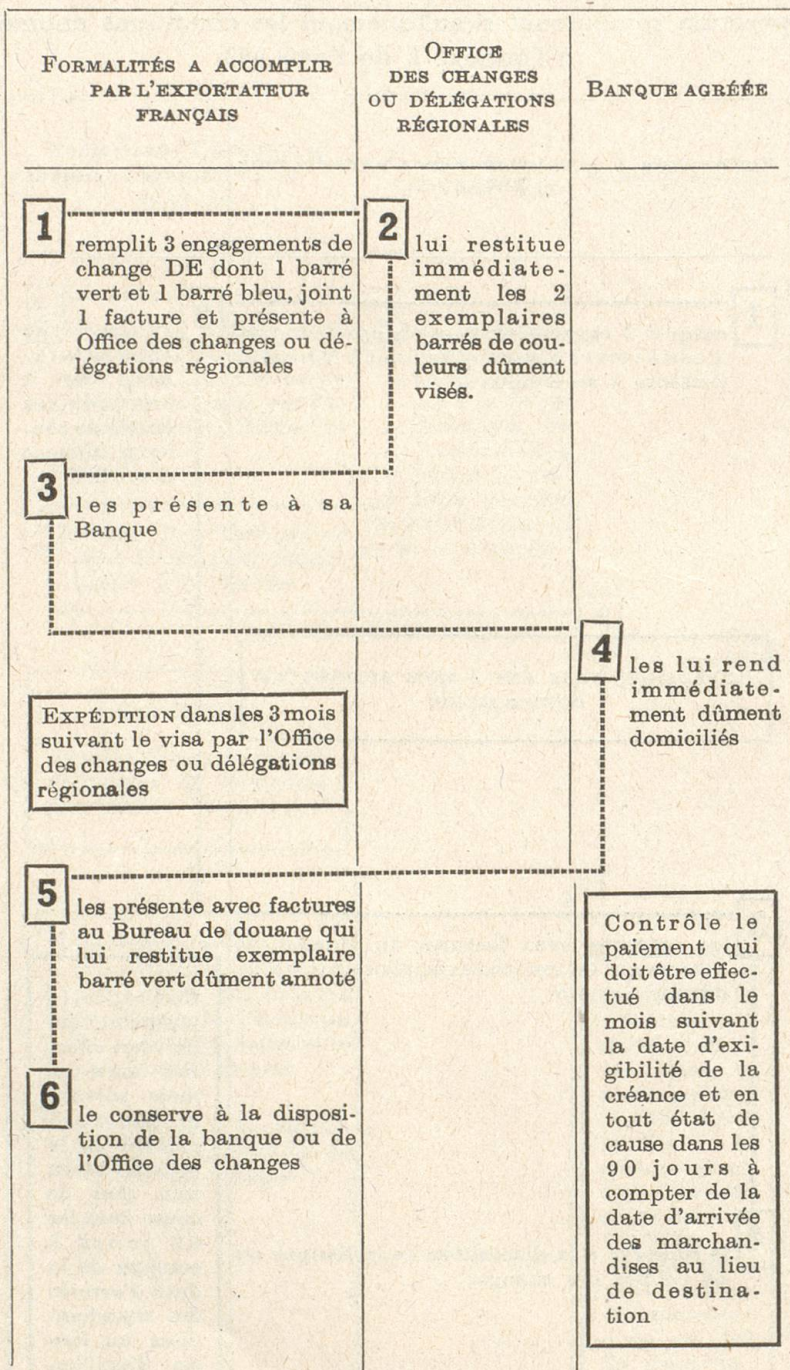 FORMALITÉS A ACCOMPLIR
PAR L'EXPORTATEUR
FRANÇAIS
OFFICE
DES CHANGES
OU DÉLÉGATIONS
RÉGIONALES
BANQUE AGRÉÉE
1
remplit 3 engagements de
change DE dont 1 barré
vert et 1 barré bleu, joint
1 facture et présente à
Office des changes ou dé-
légations régionales
2
lui restitue
immédiate-
ment les 2
exemplaires
barrés de cou-
leurs dûment
visés.
3
les présente à sa
Banque
4
les lui rend
immédiate-
ment dûment
domiciliés
EXPÉDITION dans les 3 mois
suivant le visa par l'Office
des changes ou délégations
régionales
5
les présente avec factures
au Bureau de douane qui
lui restitue exemplaire
barré vert dûment annoté
6
le conserve à la disposi-
tion de la banque ou de
l'Office des changes
Contrôle le
paiement qui
doit être effec-
tué dans le
mois suivant
la date d'exi-
gibilité de la
créance et en
tout état de
cause dans les
90 jours à
compter de la
date d'arrivée
des marchan-
dises au lieu
de destina-
tion